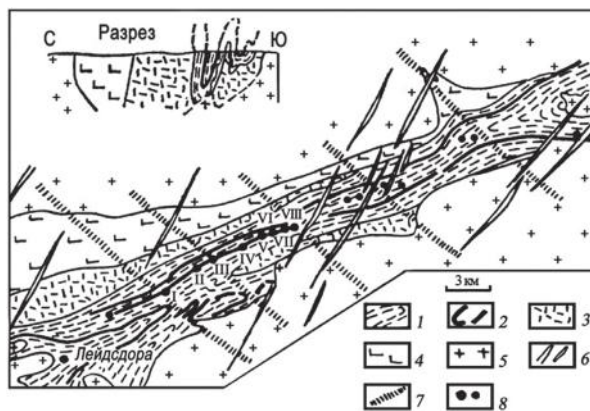 Разрез
С Ю
VI VIII
V VII
IV
III
II
I
Лейдсдора
3 км
1 2 3
4 5 6
7 8